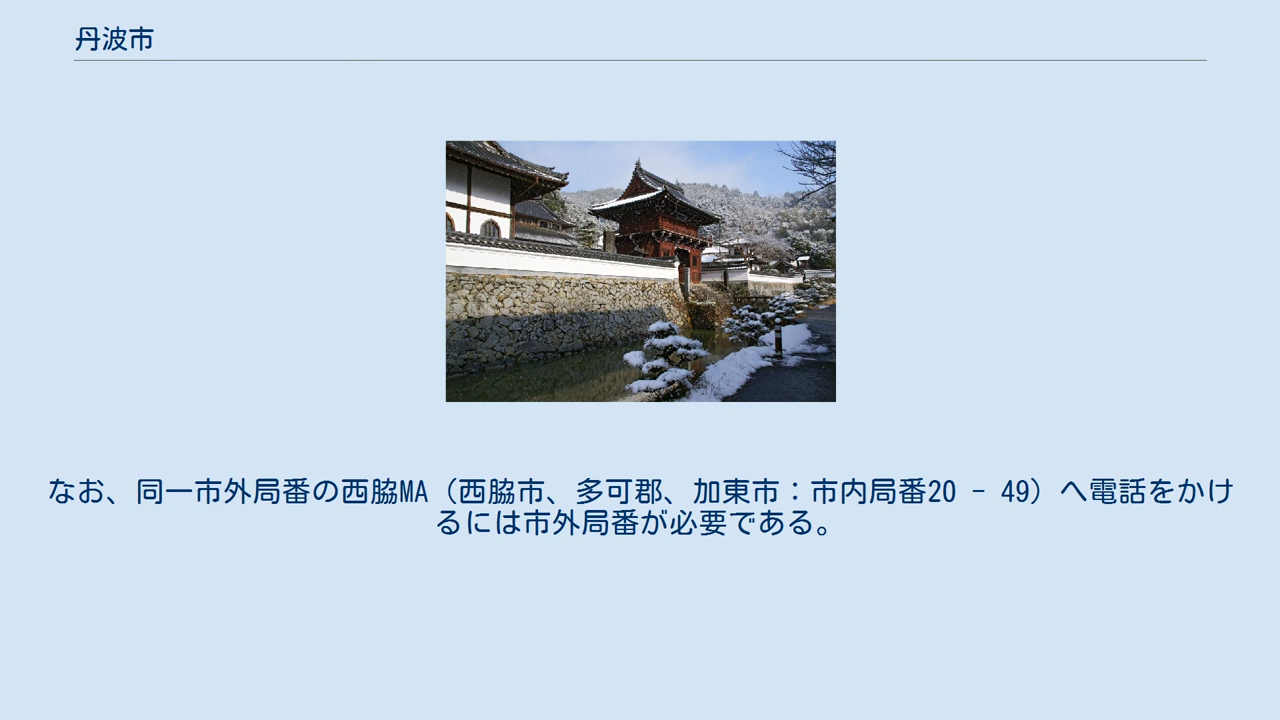 丹波市
なお、同一市外局番の西脇MA（西脇市、多可郡、加東市：市内局番20 - 49）へ電話をかけ
るには市外局番が必要である。